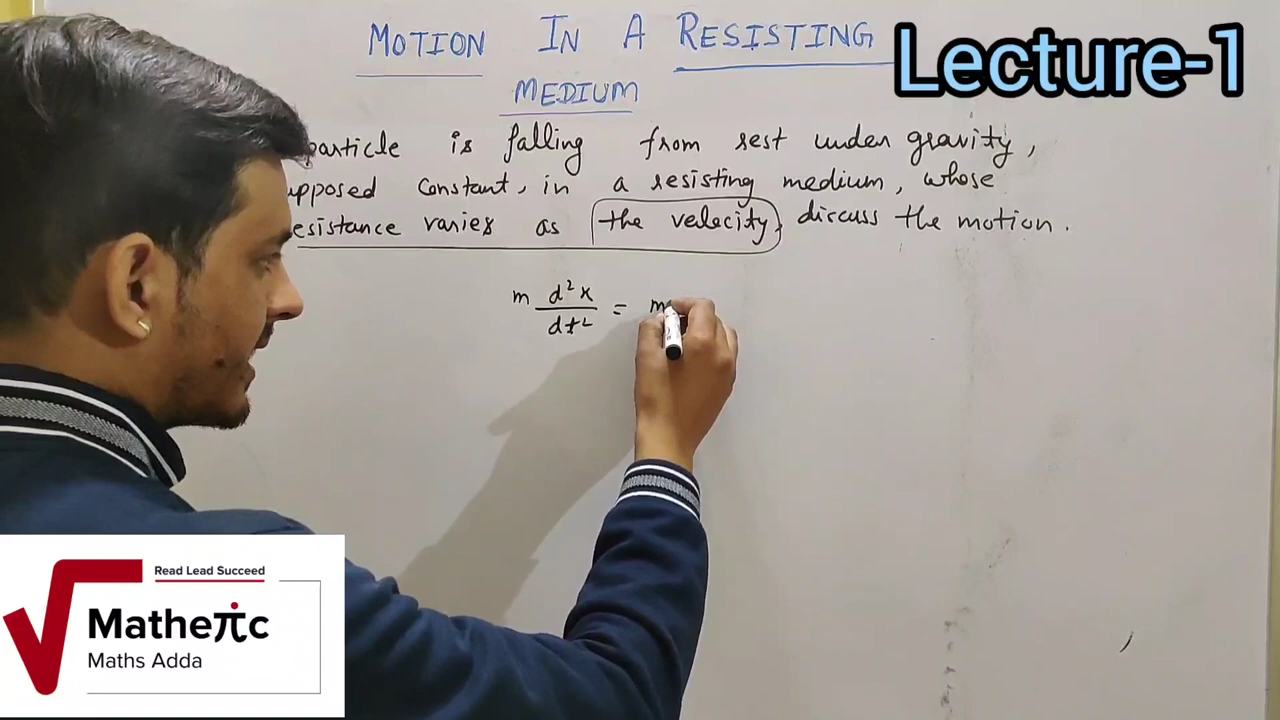 MOTION IN A RESISTING
Lecture-1
MEDIUM
particle is falling from rest under gravity,
upposed constant, in a resisting medium, whose
esistance varies as the velocity, discuss the motion.
m d²x
dt² = m
Read Lead Succeed
Matheπc
Maths Adda